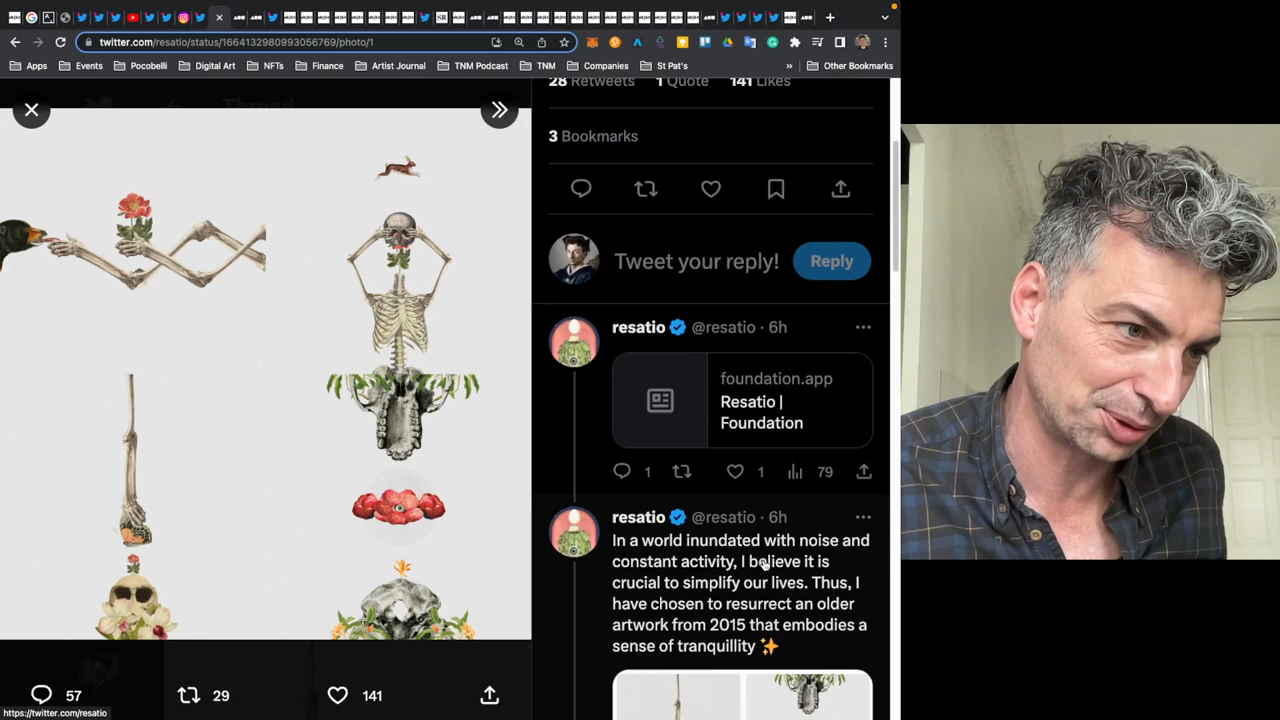 twitter.com/resatio/status/1664132980993056769/photo/1
Apps Events Pocobelli Digital Art NFTs Finance Artist Journal TNM Podcast TNM Companies St Pat's » Other Bookmarks
Thread
28 Retweets 1 Quote 141 Likes
3 Bookmarks
Tweet your reply!
Reply
resatio @resatio · 6h
foundation.app
Resatio |
Foundation
1 1 79
resatio @resatio · 6h
In a world inundated with noise and
constant activity, I believe it is
crucial to simplify our lives. Thus, I
have chosen to resurrect an older
artwork from 2015 that embodies a
sense of tranquillity ✨
57 29 141
https://twitter.com/resatio